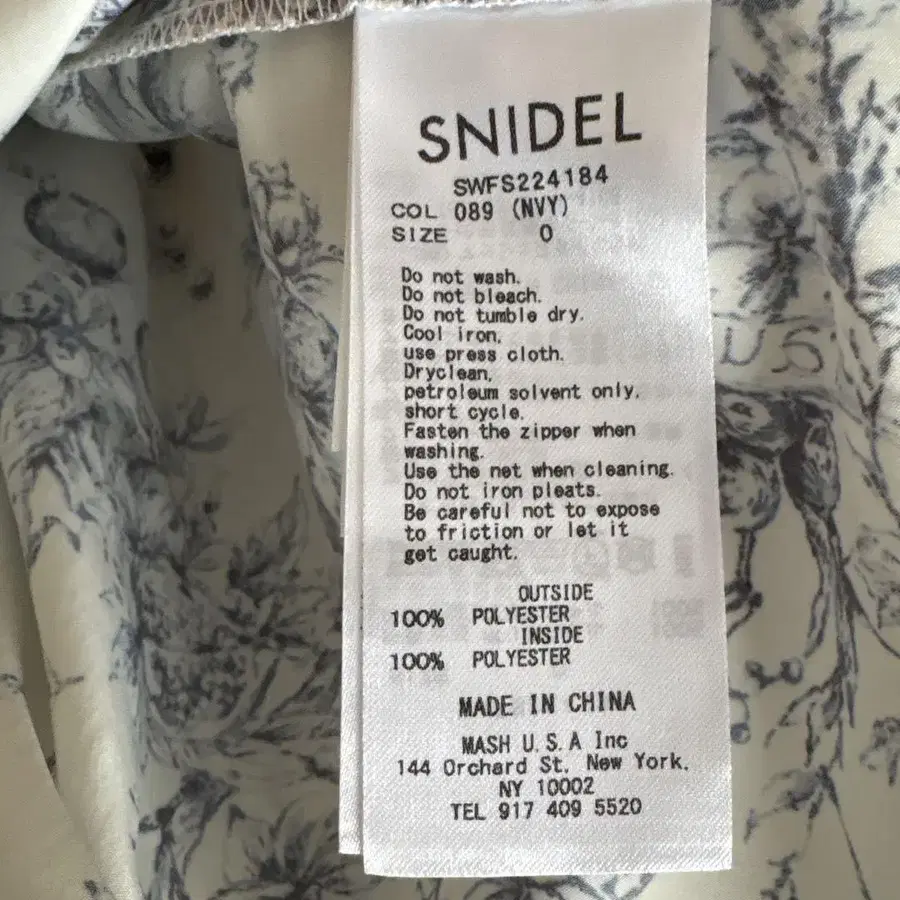 SNIDEL
SWFS224184
COL 089 (NVY)
SIZE 0
Do not wash.
Do not bleach.
Do not tumble dry.
Cool iron,
use press cloth.
Dryclean,
petroleum solvent only,
short cycle.
Fasten the zipper when
washing.
Use the net when cleaning.
Do not iron pleats.
Be careful not to expose
to friction or let it
get caught.
OUTSIDE
100% POLYESTER
INSIDE
100% POLYESTER
MADE IN CHINA
MASH U.S.A Inc
144 Orchard St, New York,
NY 10002
TEL 917 409 5520